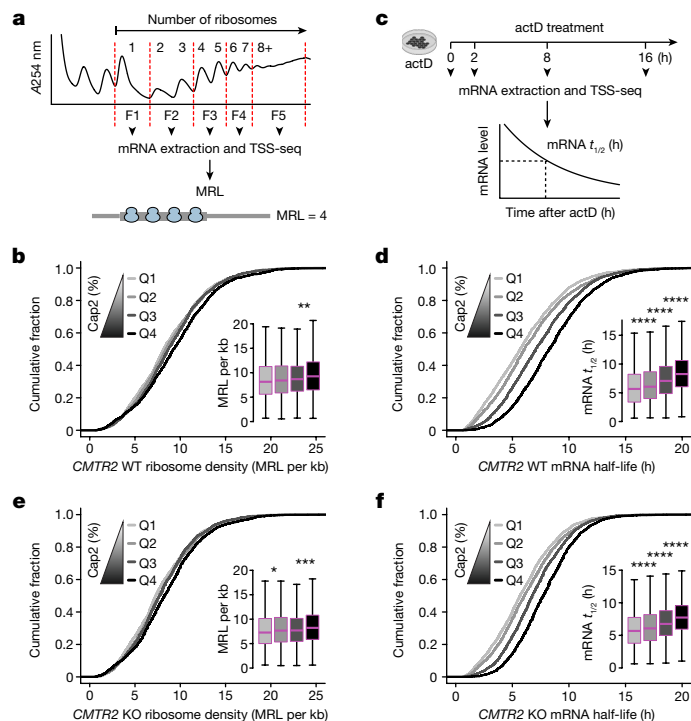 a
Number of ribosomes
1 2 3 4 5 6 7 8+
A254 nm
F1 F2 F3 F4 F5
mRNA extraction and TSS-seq
MRL
MRL = 4
c
actD treatment
actD
0 2 8 16 (h)
mRNA extraction and TSS-seq
mRNA level
mRNA t1/2 (h)
Time after actD (h)
b
Cumulative fraction
1.0
0.8
0.6
0.4
0.2
0
Cap2 (%)
Q1
Q2
Q3
Q4
**
MRL per kb
20
15
10
5
0
0 5 10 15 20 25
CMTR2 WT ribosome density (MRL per kb)
d
Cumulative fraction
1.0
0.8
0.6
0.4
0.2
0
Cap2 (%)
Q1
Q2
Q3
Q4
****
****
****
mRNA t1/2 (h)
15
10
5
0
0 5 10 15 20
CMTR2 WT mRNA half-life (h)
e
Cumulative fraction
1.0
0.8
0.6
0.4
0.2
0
Cap2 (%)
Q1
Q2
Q3
Q4
* ***
MRL per kb
20
15
10
5
0
0 5 10 15 20 25
CMTR2 KO ribosome density (MRL per kb)
f
Cumulative fraction
1.0
0.8
0.6
0.4
0.2
0
Cap2 (%)
Q1
Q2
Q3
Q4
****
****
****
mRNA t1/2 (h)
15
10
5
0
0 5 10 15 20
CMTR2 KO mRNA half-life (h)